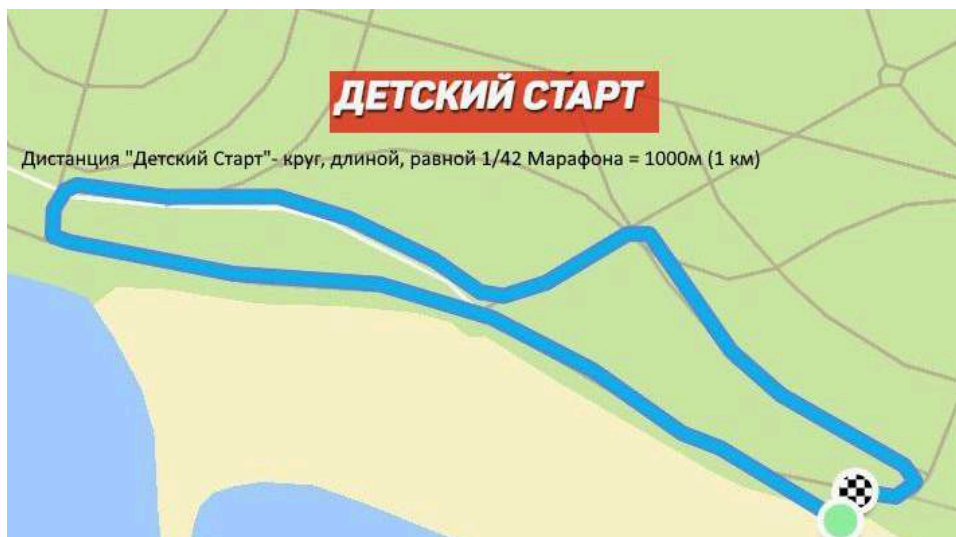 ДЕТСКИЙ СТАРТ
Дистанция "Детский Старт"- круг, длиной, равной 1/42 Марафона = 1000м (1 км)